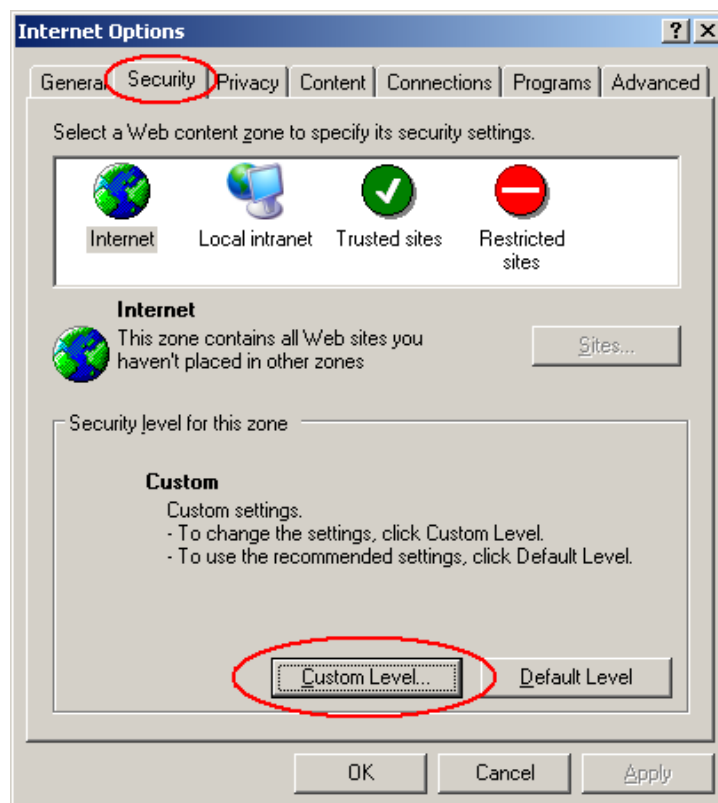 Internet Options
General Security Privacy Content Connections Programs Advanced
Select a Web content zone to specify its security settings.
Internet Local intranet Trusted sites Restricted
sites
Internet
This zone contains all Web sites you
haven't placed in other zones
Sites...
Security level for this zone
Custom
Custom settings.
- To change the settings, click Custom Level.
- To use the recommended settings, click Default Level.
Custom Level... Default Level
OK Cancel Apply